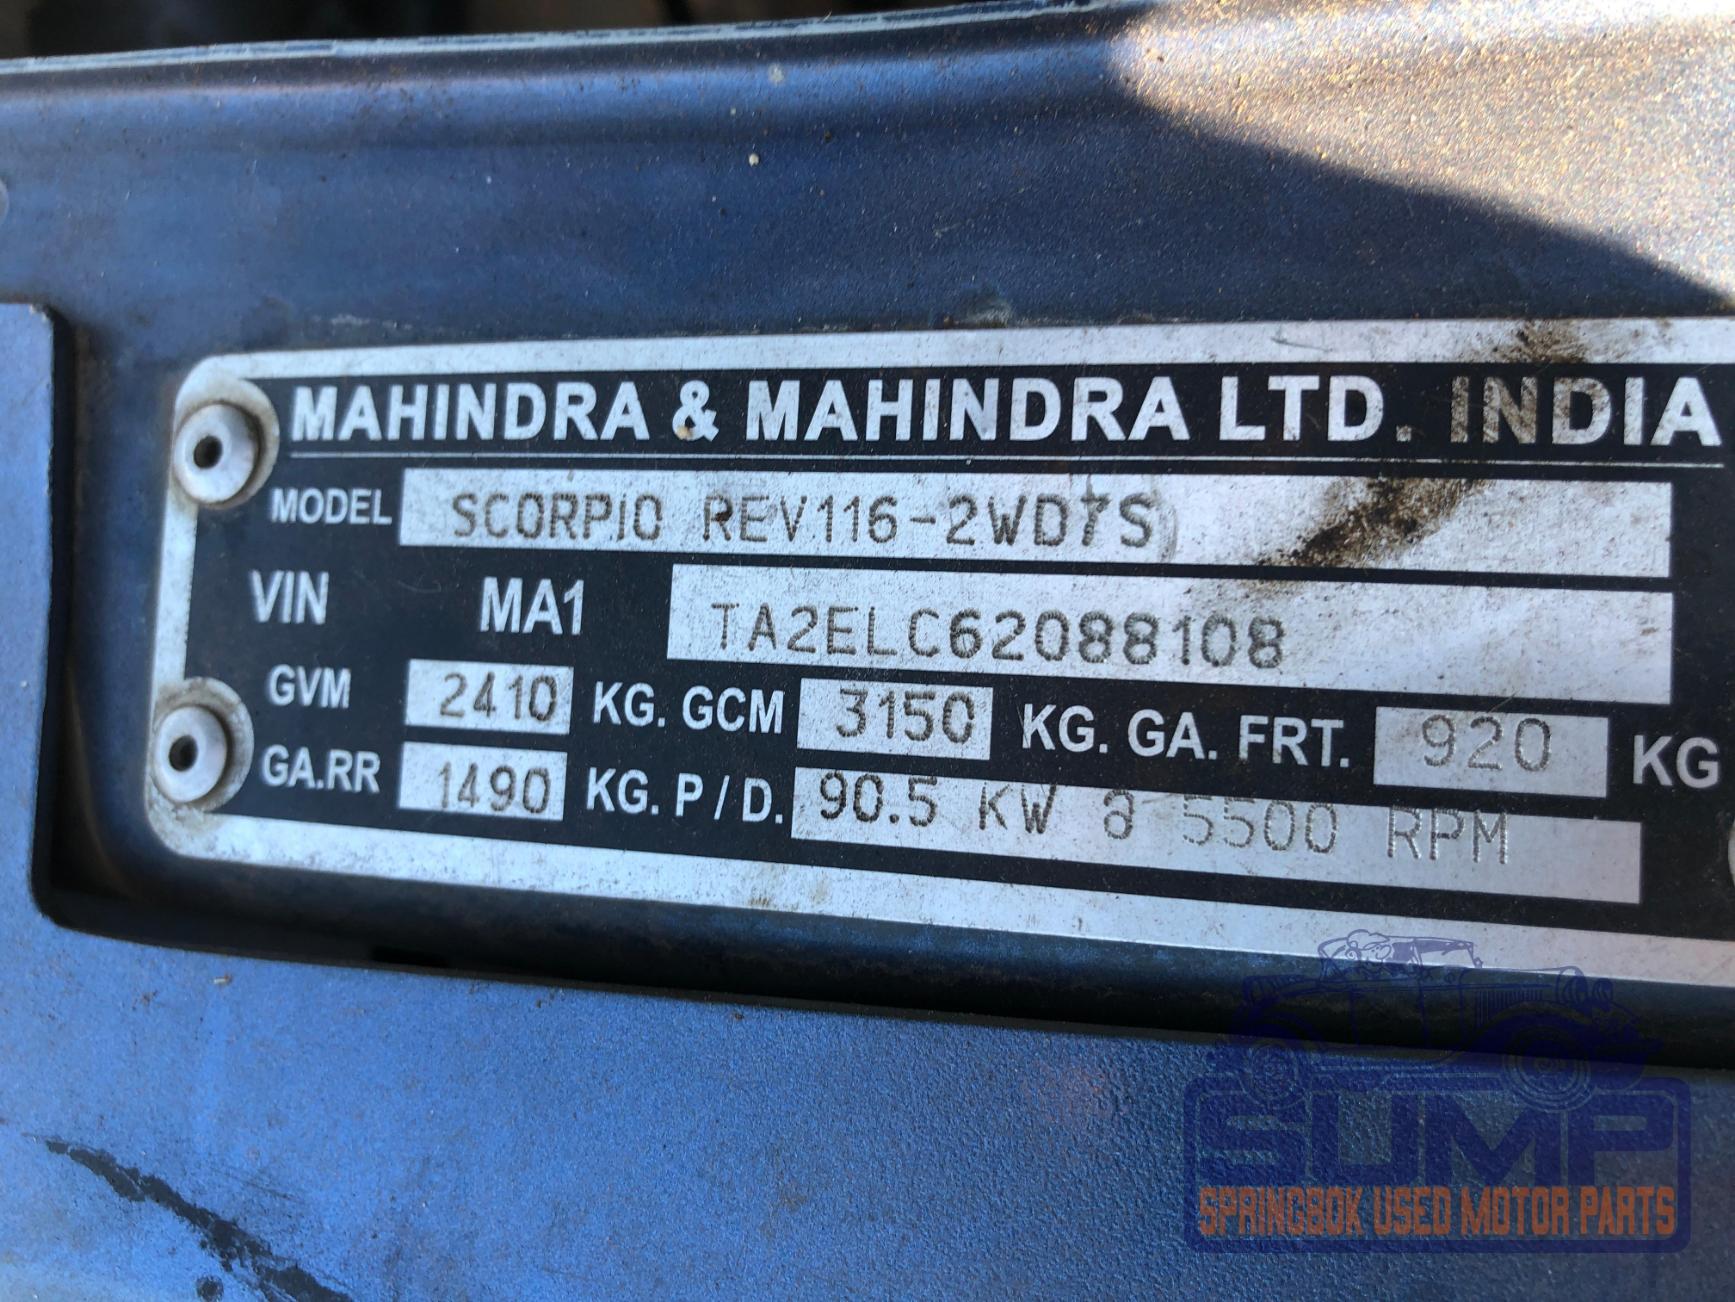 MAHINDRA & MAHINDRA LTD. INDIA
MODEL SCORPIO REV116-2WD7S
VIN MA1 TA2ELC62088108
GVM 2410 KG. GCM 3150 KG. GA. FRT. 920 KG
GA.RR 1490 KG. P / D. 90.5 KW @ 5500 RPM
SUMP
SPRINGBOK USED MOTOR PARTS